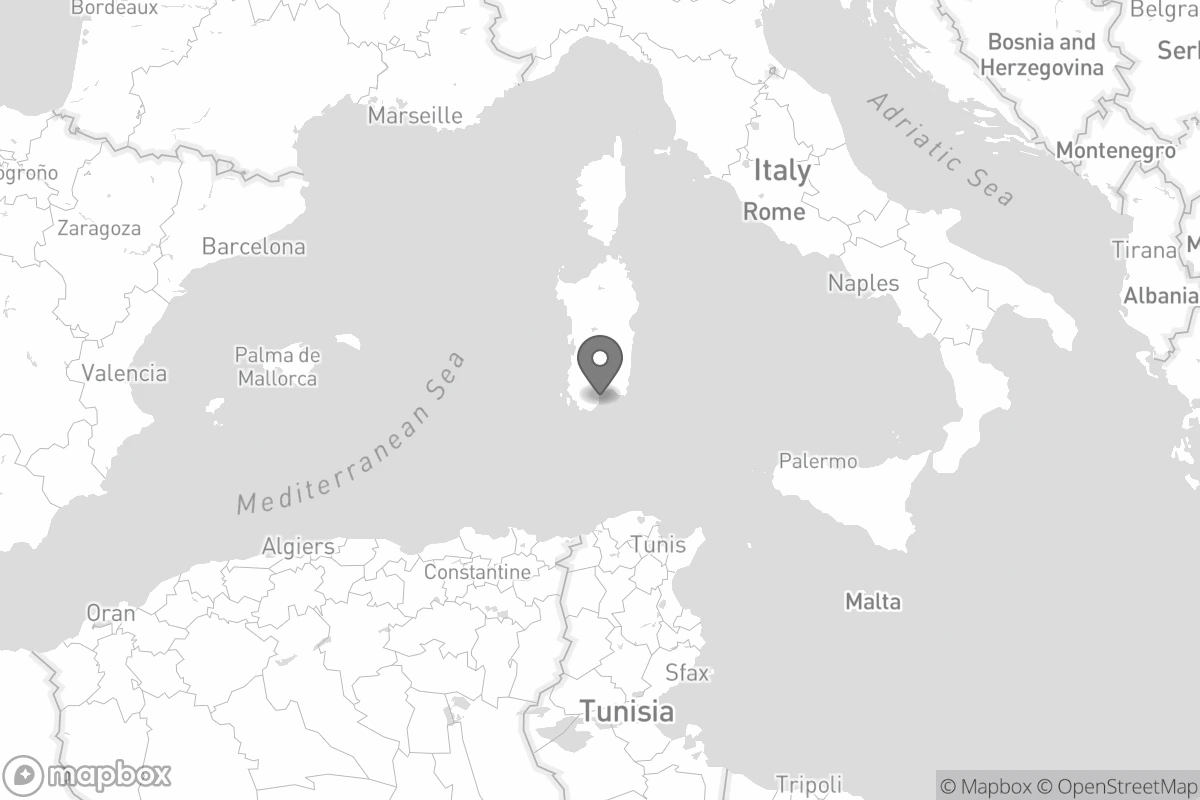 Bordeaux
Belgra
Bosnia and
Herzegovina
Ser
Marseille
Adriatic Sea
Montenegro
ogroño
Italy
Rome
Zaragoza
Barcelona
Tirana
M
Naples
Albania
Palma de
Mallorca
Valencia
Mediterranean Sea
Palermo
Algiers
Tunis
Constantine
Malta
Oran
Sfax
Tunisia
mapbox
Tripoli
© Mapbox © OpenStreetMap